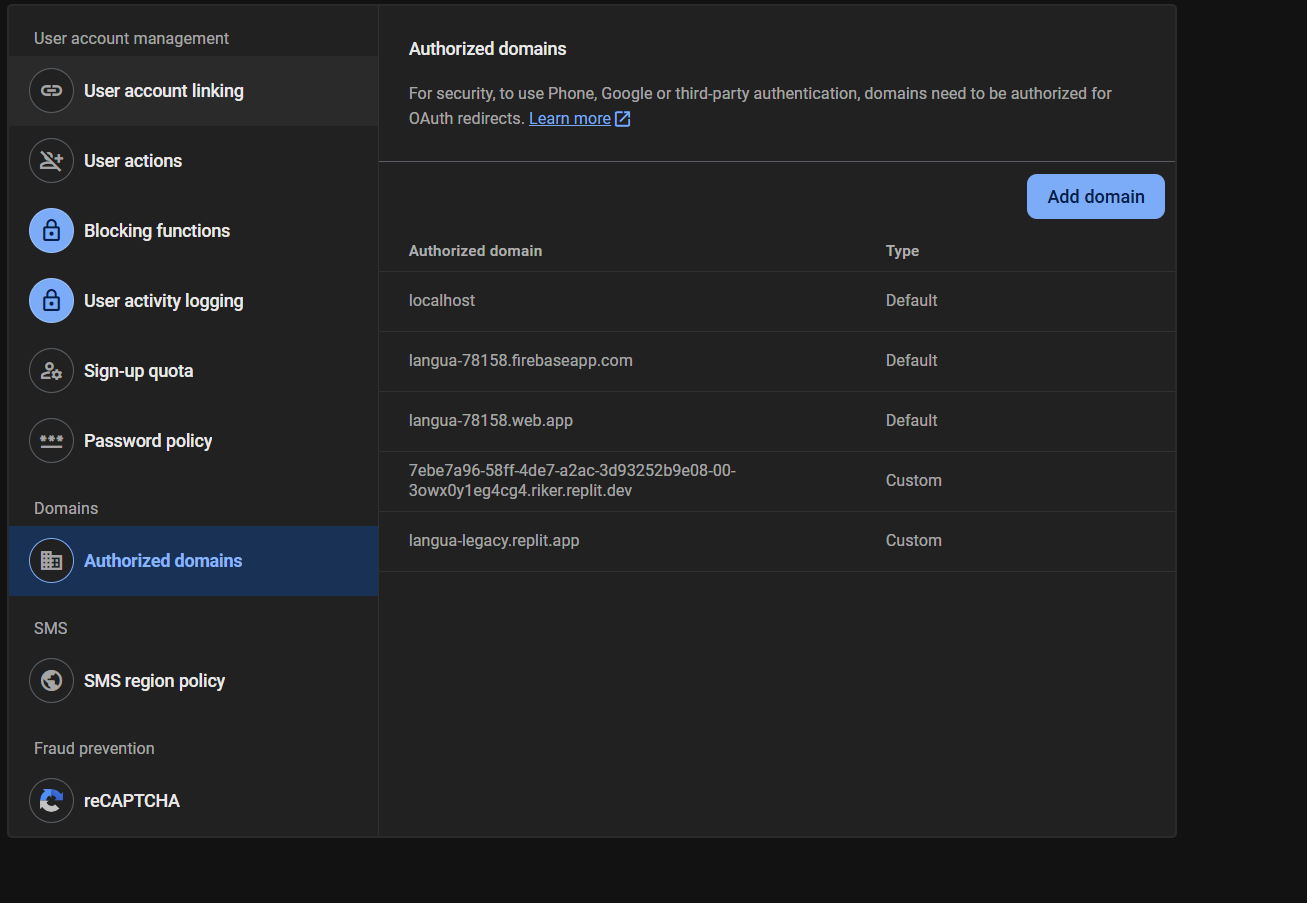 User account management
User account linking
User actions
Blocking functions
User activity logging
Sign-up quota
Password policy
Domains
Authorized domains
SMS
SMS region policy
Fraud prevention
reCAPTCHA
Authorized domains
For security, to use Phone, Google or third-party authentication, domains need to be authorized for
OAuth redirects. Learn more
Add domain
Authorized domain Type
localhost Default
langua-78158.firebaseapp.com Default
langua-78158.web.app Default
7ebe7a96-58ff-4de7-a2ac-3d93252b9e08-00-
3owx0y1eg4cg4.riker.replit.dev Custom
langua-legacy.replit.app Custom